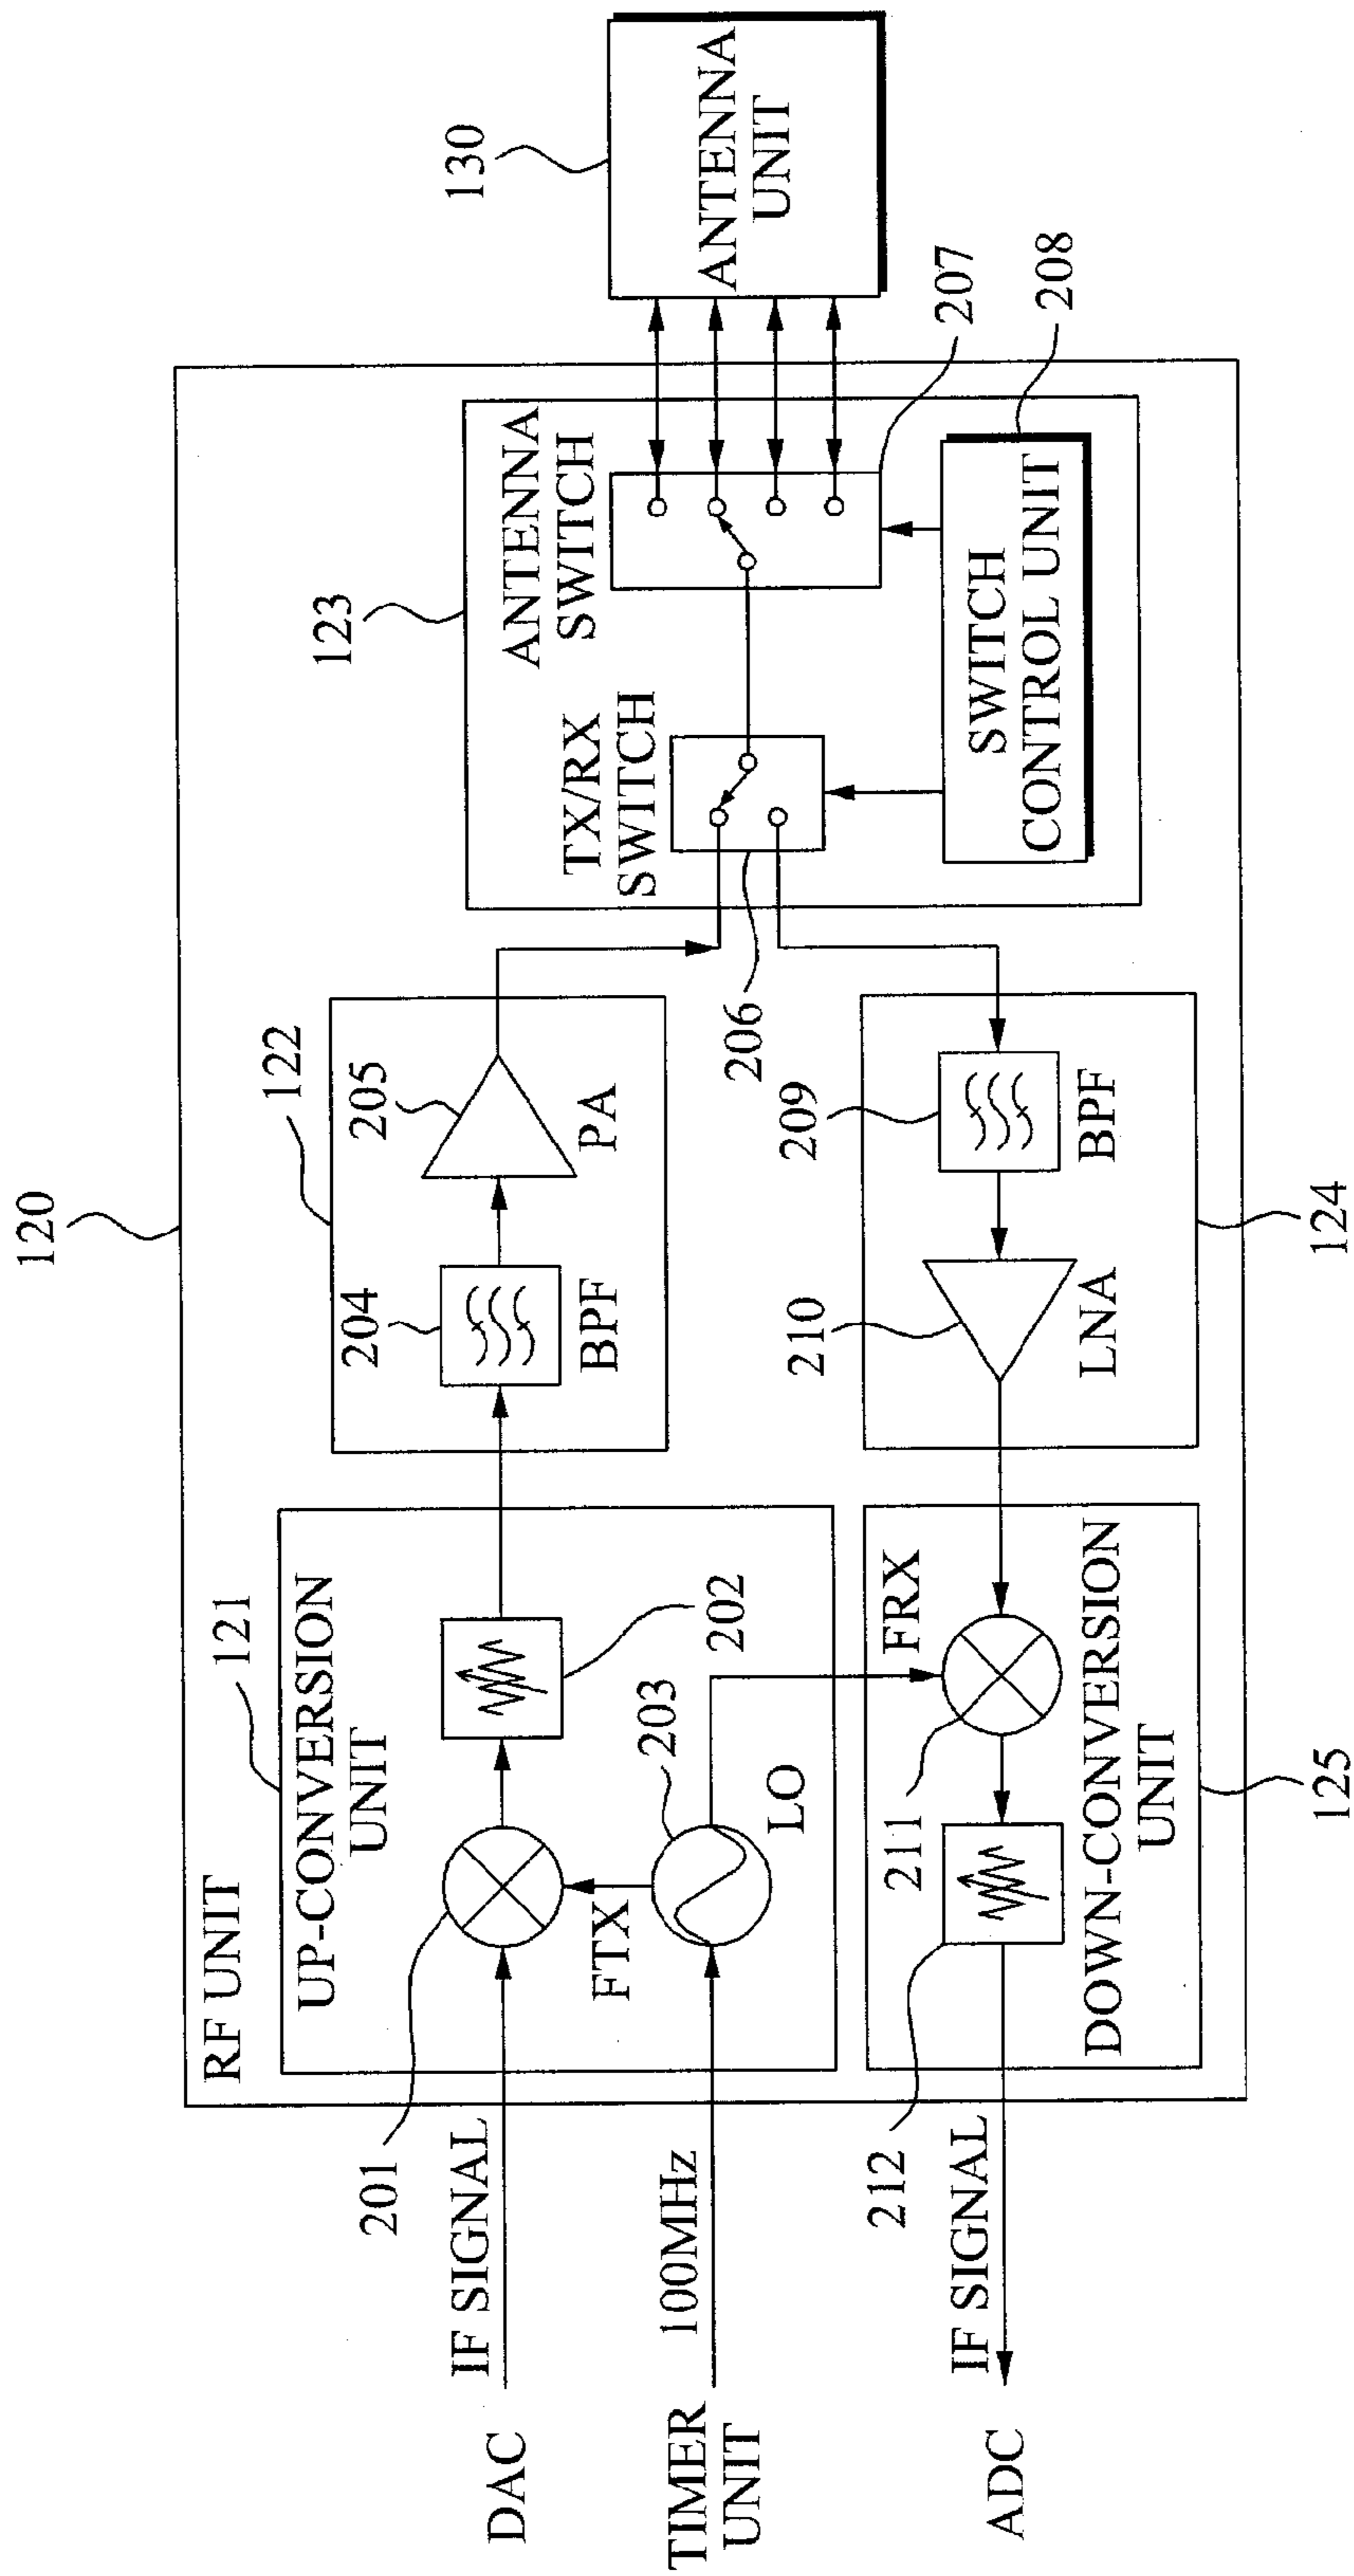 120
RF UNIT
121
UP-CONVERSION
UNIT
201
202
FTX
203
LO
122
204
BPF
205
PA
123
TX/RX
SWITCH
ANTENNA
SWITCH
206
207
SWITCH
CONTROL UNIT
208
130
ANTENNA
UNIT
DAC
IF SIGNAL
TIMER
UNIT
100MHz
ADC
IF SIGNAL
FRX
211
212
DOWN-CONVERSION
UNIT
125
209
BPF
210
LNA
124